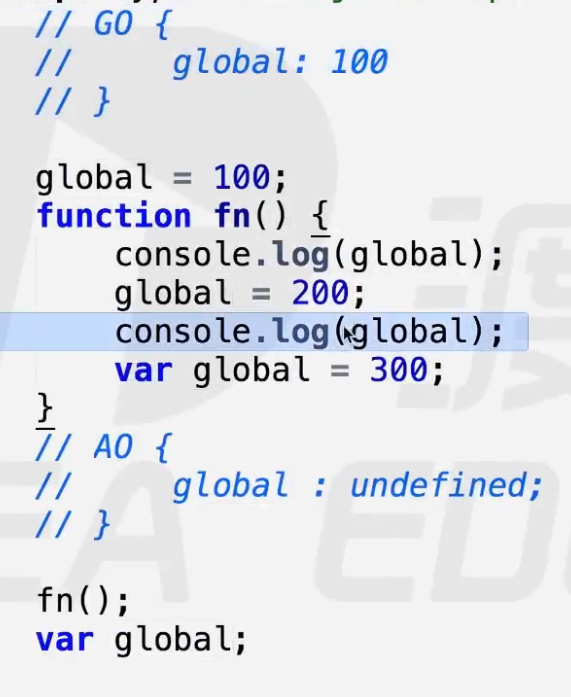 // GO {
//     global: 100
// }
global = 100;
function fn() {
    console.log(global);
    global = 200;
    console.log(global);
    var global = 300;
}
// AO {
//     global : undefined;
// }
fn();
var global;